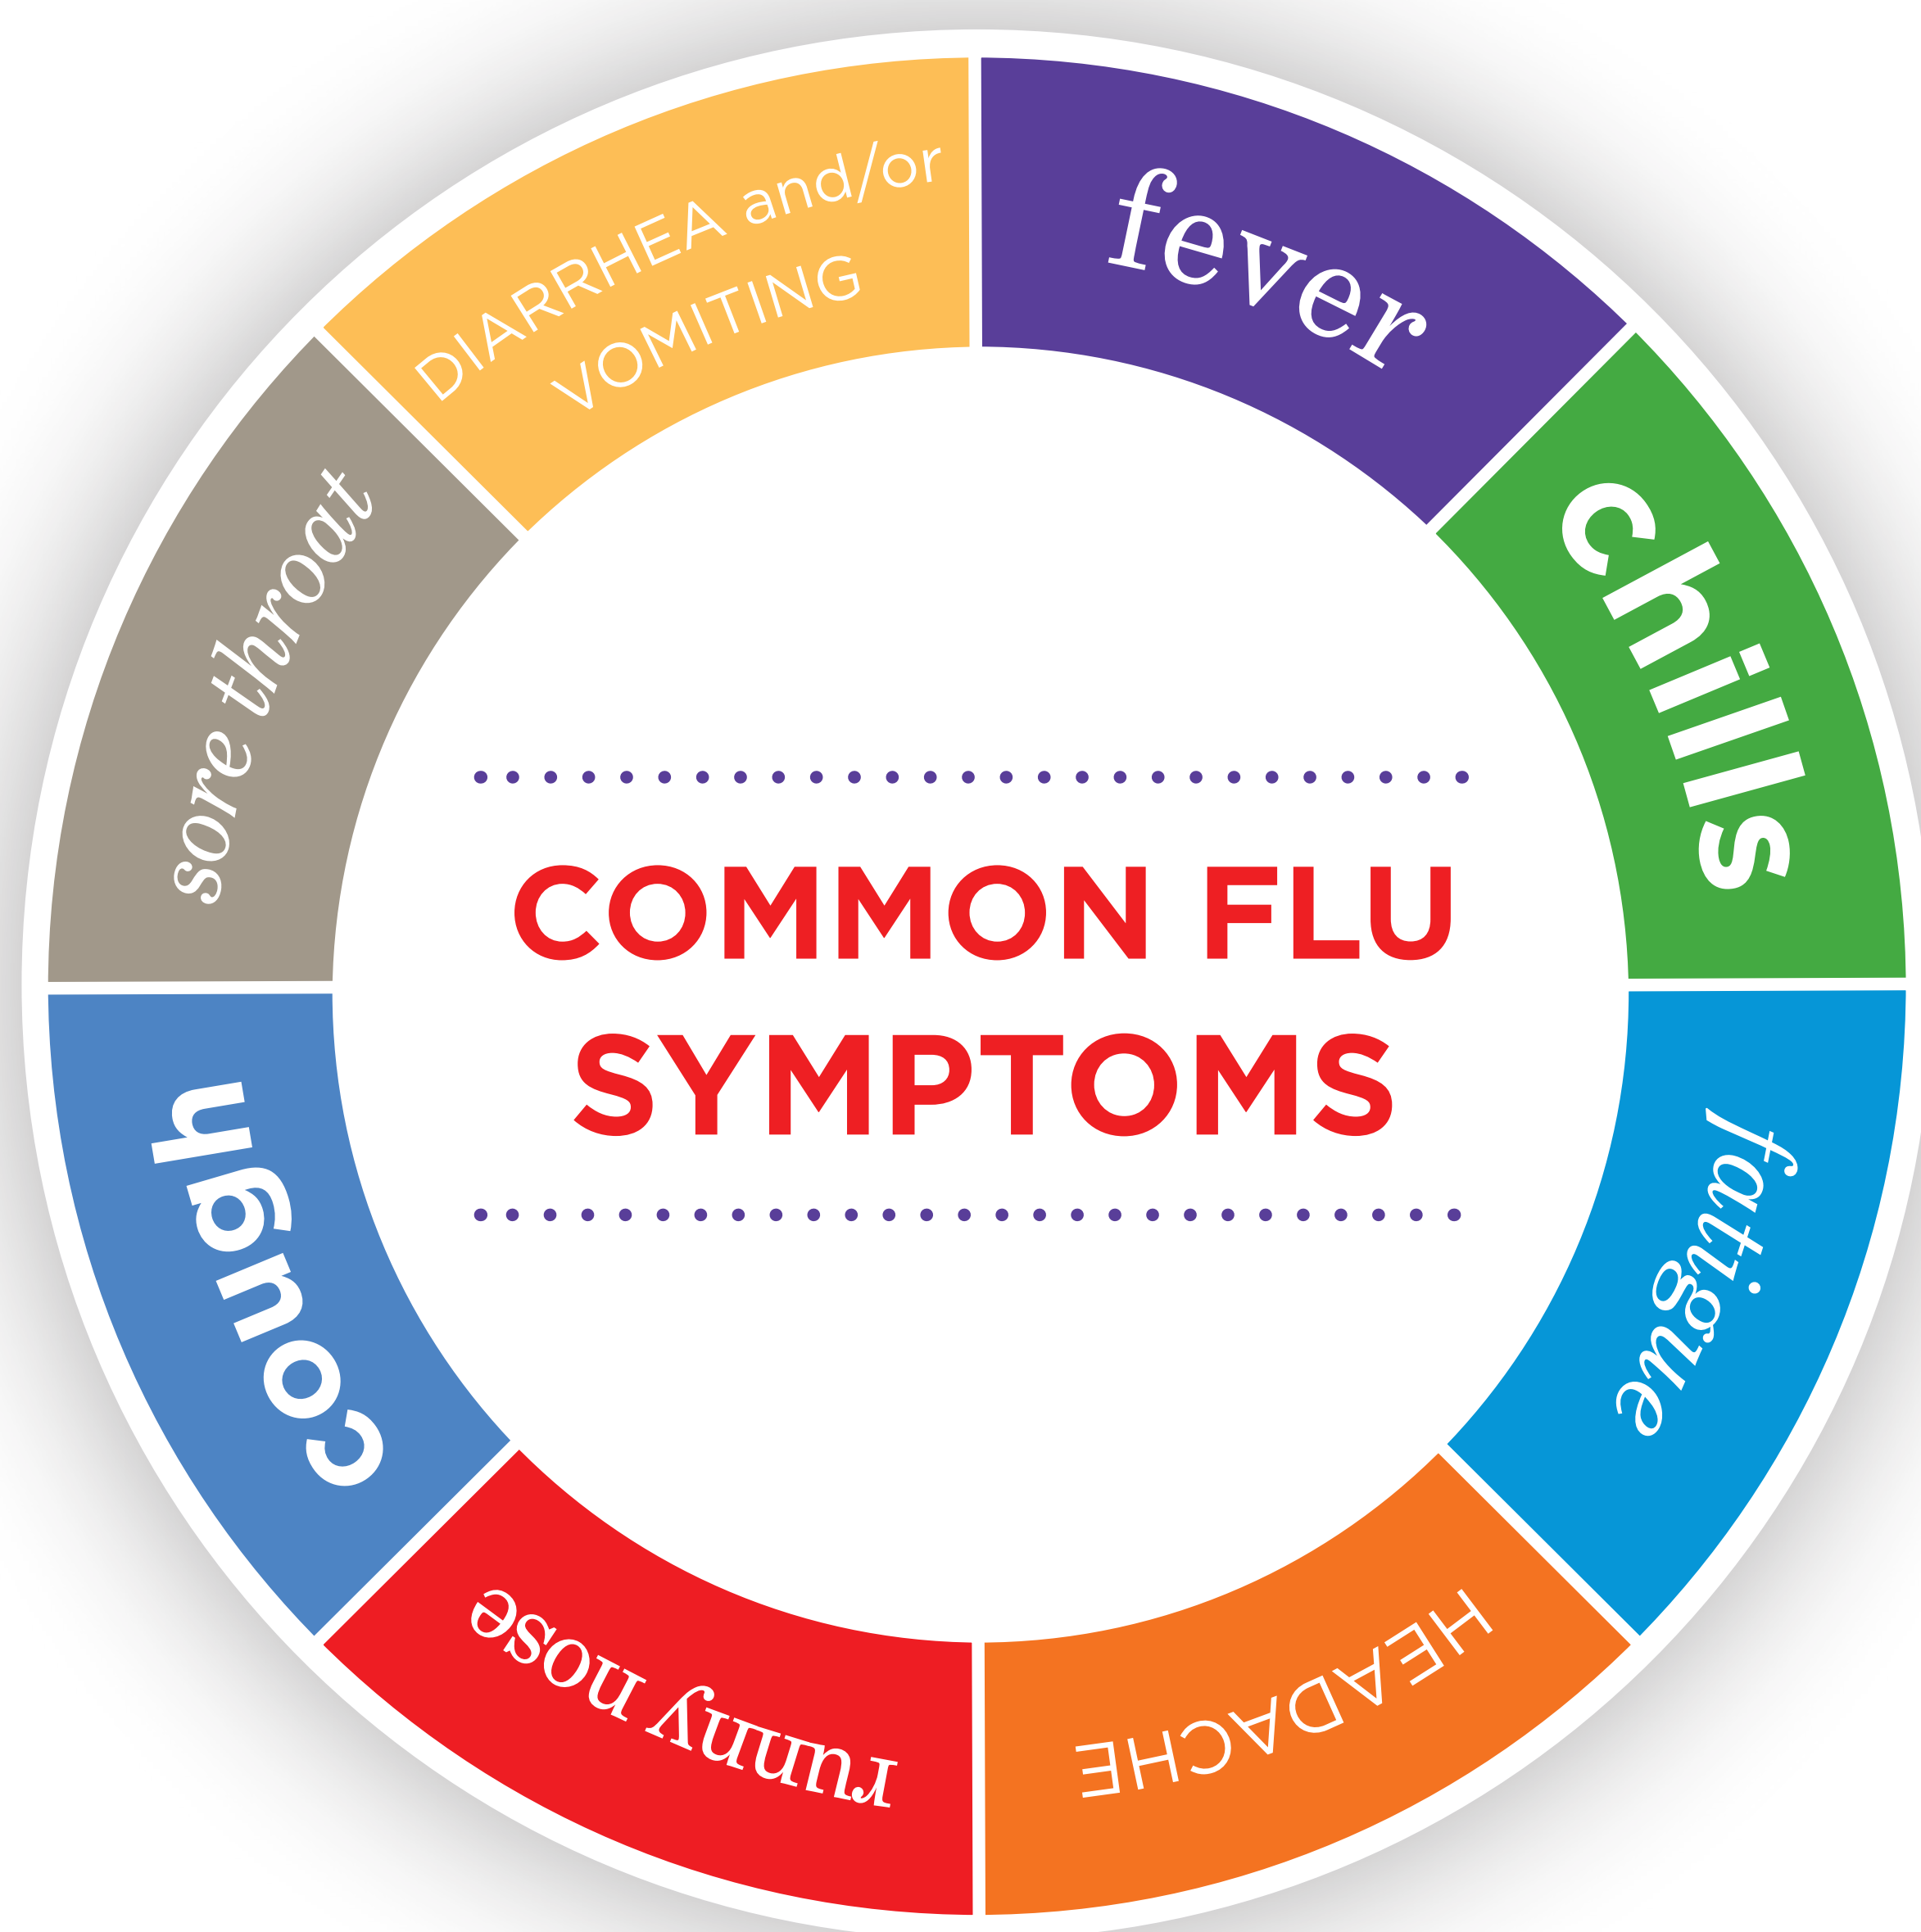 COMMON FLU
SYMPTOMS
fever
Chills
fatigue
HEADACHE
runny nose
Cough
sore throat
DIARRHEA and/or
VOMITING